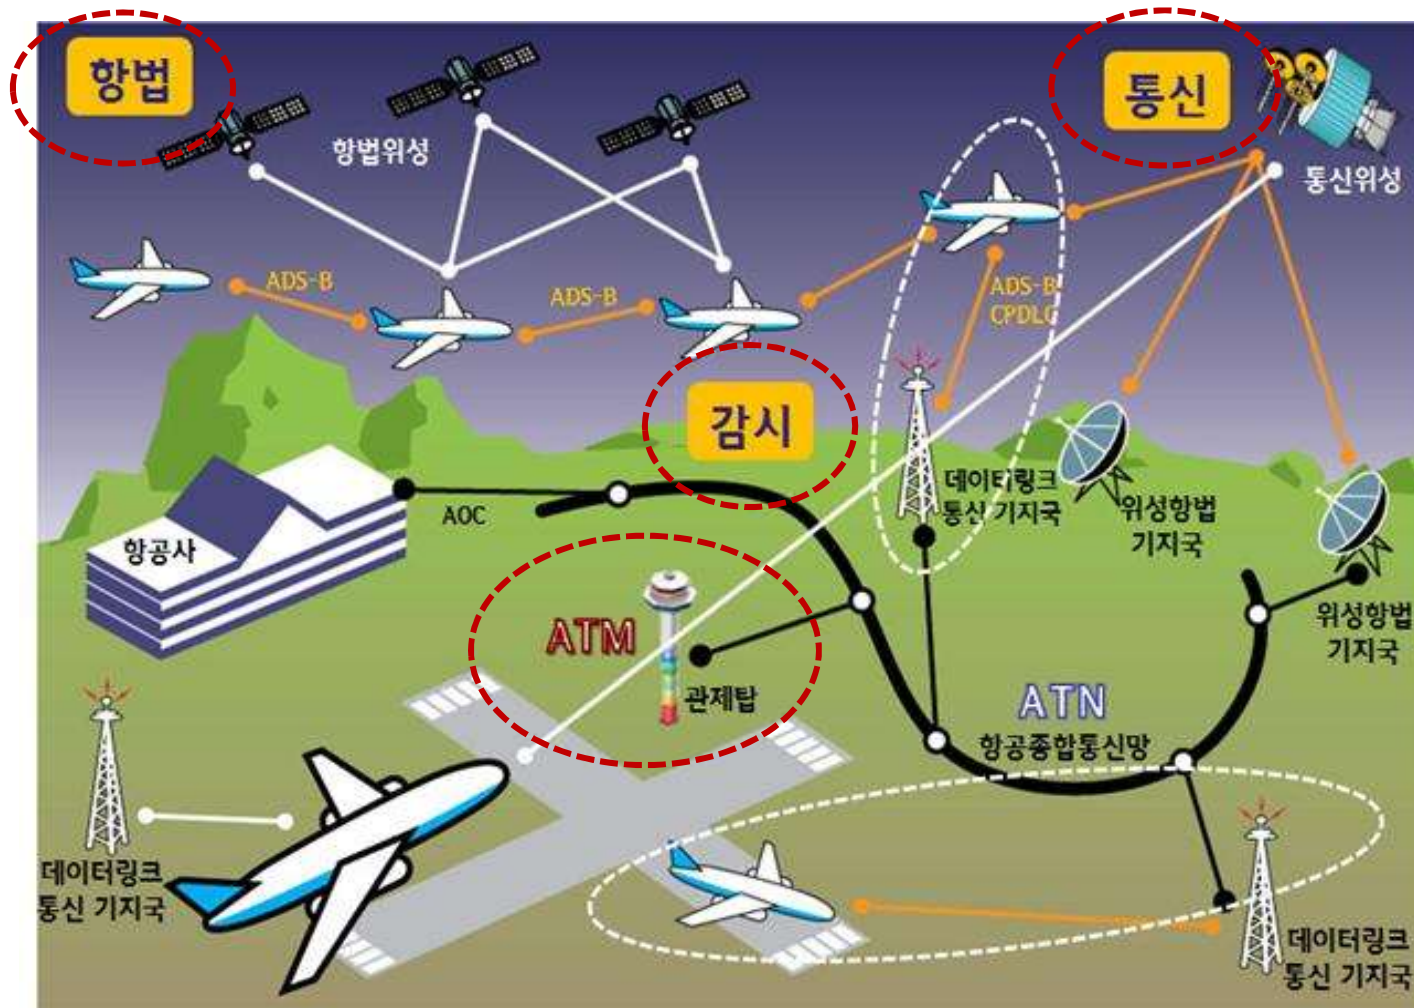 항법
통신
항법위성
통신위성
ADS-B
ADS-B
ADS-B
CPDLC
감시
데이터링크
통신 기지국
위성항법
기지국
AOC
항공사
위성항법
기지국
ATM
관제탑
ATN
항공종합통신망
데이터링크
통신 기지국
데이터링크
통신 기지국